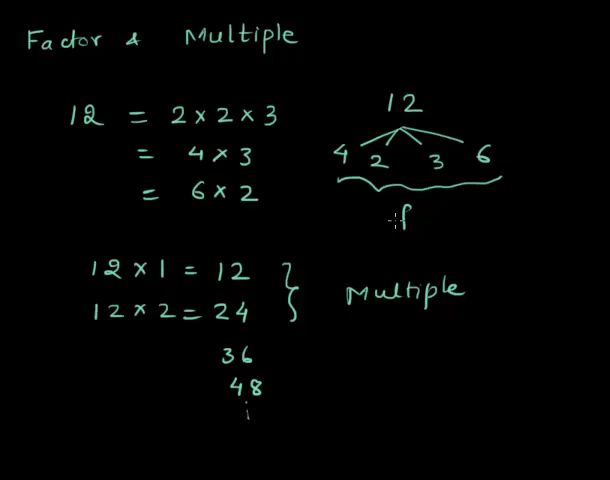 Factor & Multiple
12 = 2 × 2 × 3
= 4 × 3
= 6 × 2
12
4 2 3 6
f
12 × 1 = 12
12 × 2 = 24
36
48
Multiple